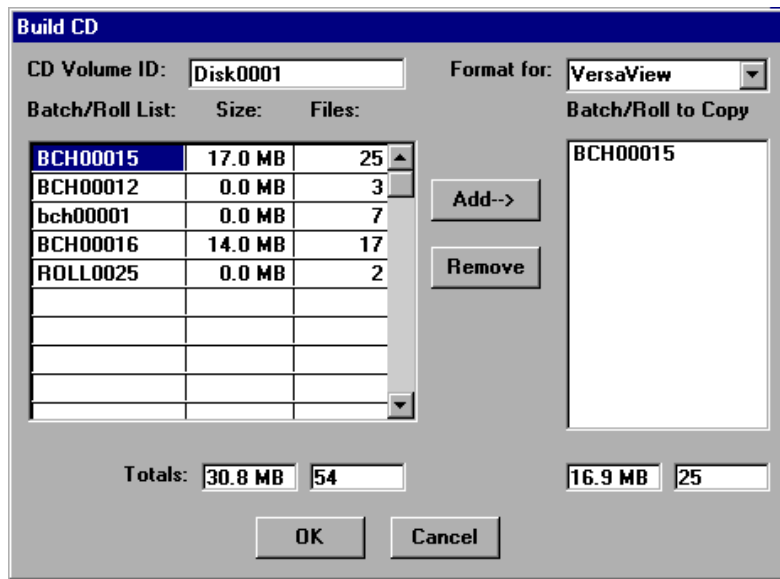 Build CD
CD Volume ID: Disk0001 Format for: VersaView
Batch/Roll List: Size: Files: Batch/Roll to Copy
BCH00015 17.0 MB 25 BCH00015
BCH00012 0.0 MB 3
bch00001 0.0 MB 7
BCH00016 14.0 MB 17
ROLL0025 0.0 MB 2
Add-->
Remove
Totals: 30.8 MB 54 16.9 MB 25
OK Cancel